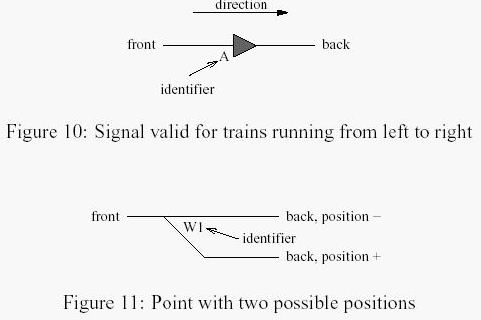 direction
front
back
A
identifier
Figure 10: Signal valid for trains running from left to right
front
back, position −
W1
identifier
back, position +
Figure 11: Point with two possible positions